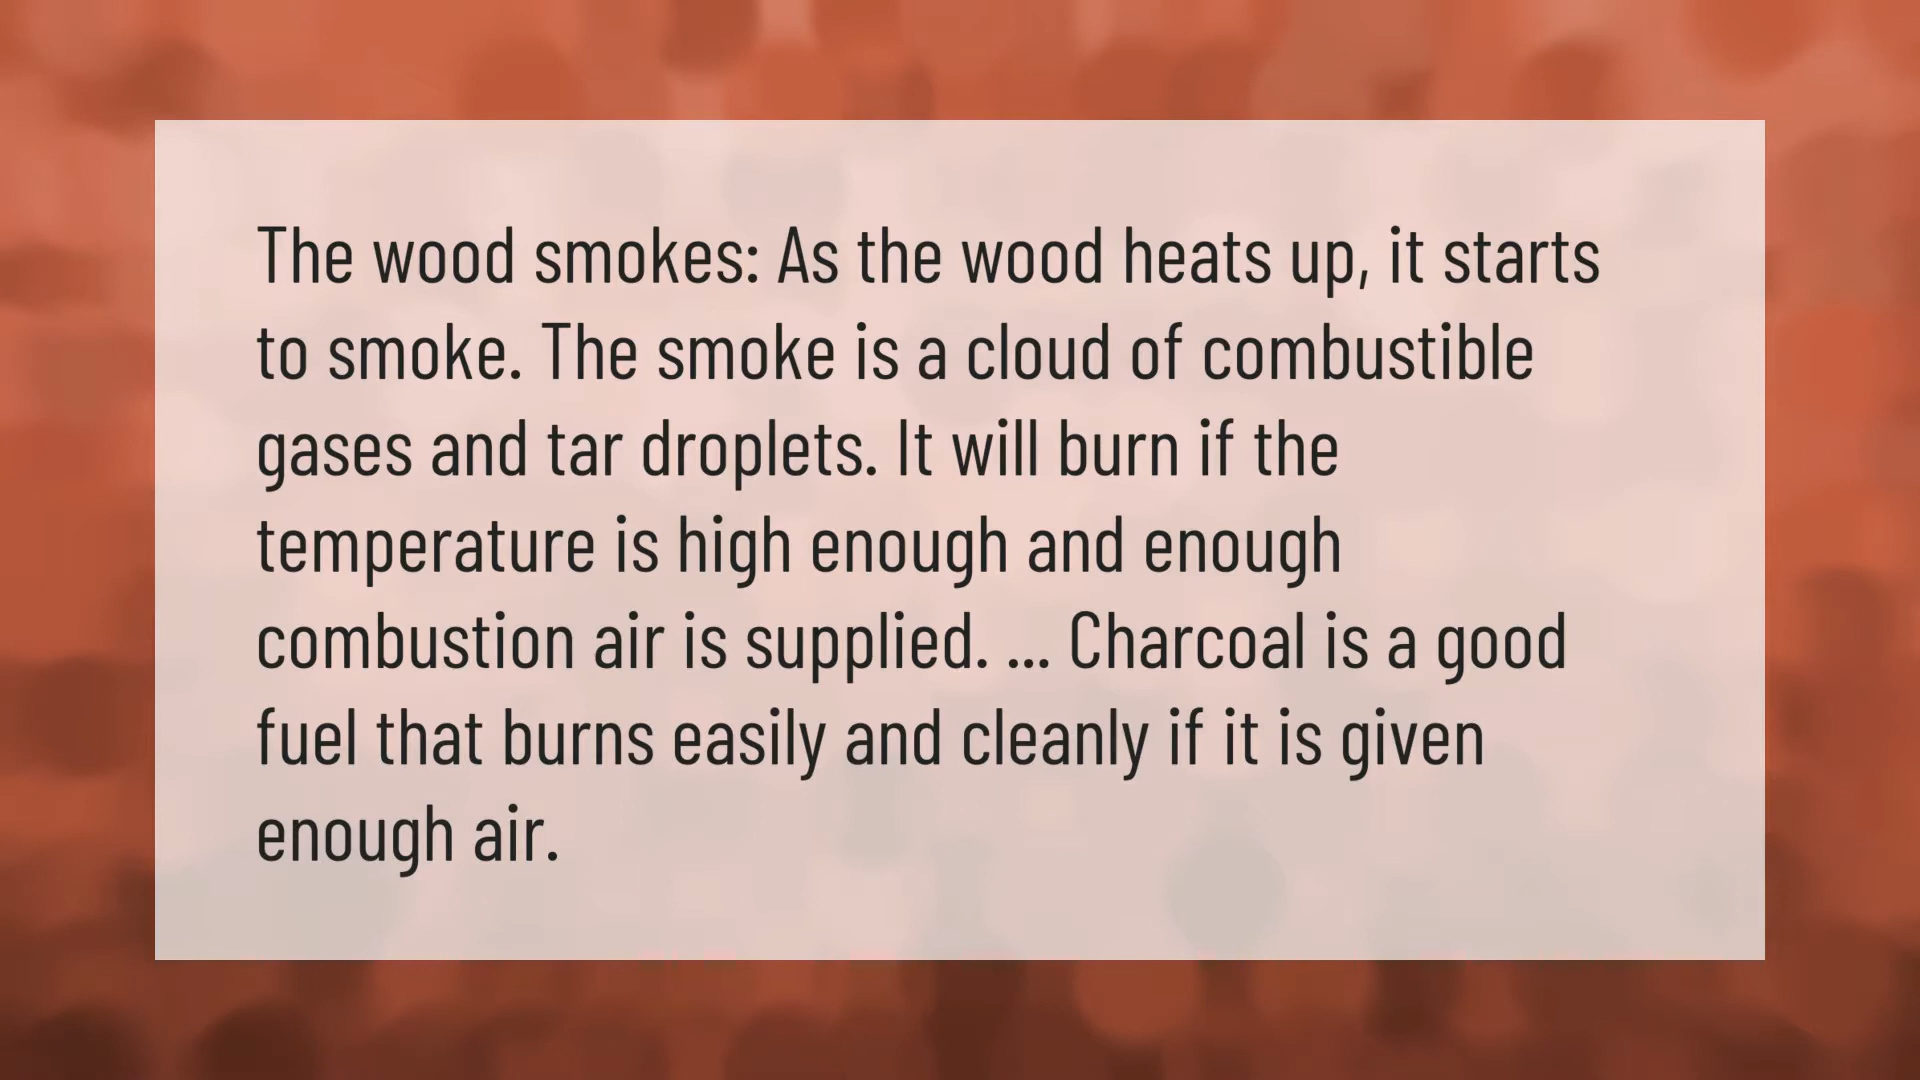 The wood smokes: As the wood heats up, it starts
to smoke. The smoke is a cloud of combustible
gases and tar droplets. It will burn if the
temperature is high enough and enough
combustion air is supplied. ... Charcoal is a good
fuel that burns easily and cleanly if it is given
enough air.